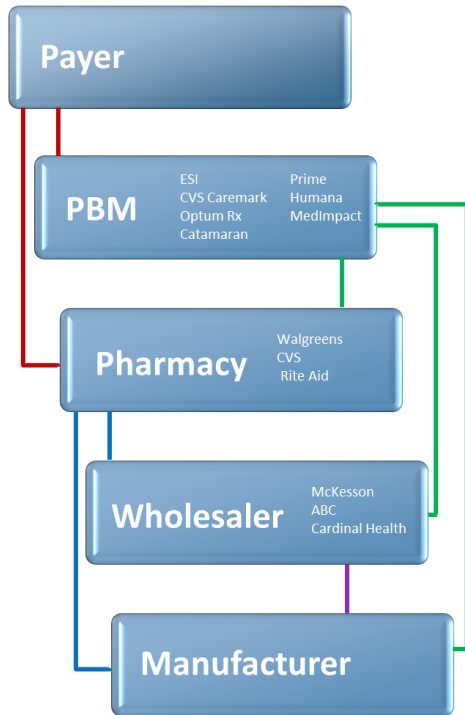 Payer
PBM
ESI
CVS Caremark
Optum Rx
Catamaran
Prime
Humana
MedImpact
Pharmacy
Walgreens
CVS
Rite Aid
Wholesaler
McKesson
ABC
Cardinal Health
Manufacturer